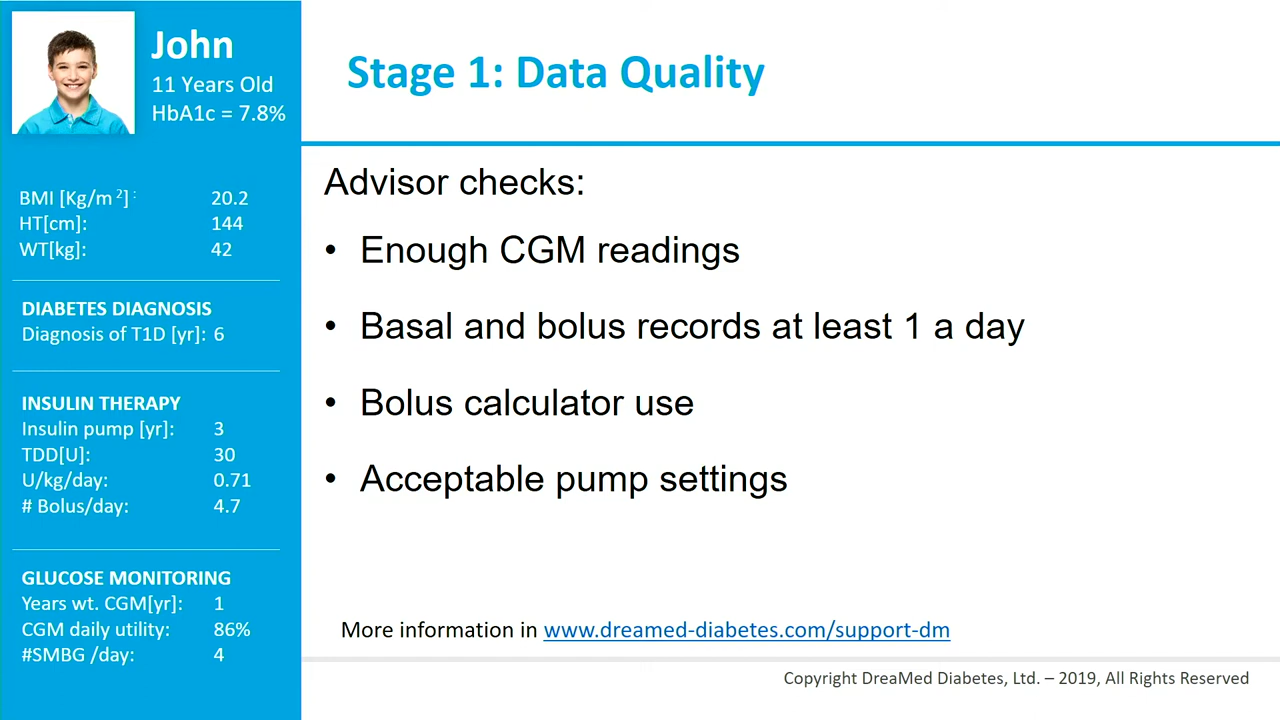 John
11 Years Old
HbA1c = 7.8%
BMI [Kg/m ²] : 20.2
HT[cm]: 144
WT[kg]: 42
DIABETES DIAGNOSIS
Diagnosis of T1D [yr]: 6
INSULIN THERAPY
Insulin pump [yr]: 3
TDD[U]: 30
U/kg/day: 0.71
# Bolus/day: 4.7
GLUCOSE MONITORING
Years wt. CGM[yr]: 1
CGM daily utility: 86%
#SMBG /day: 4
Stage 1: Data Quality
Advisor checks:
• Enough CGM readings
• Basal and bolus records at least 1 a day
• Bolus calculator use
• Acceptable pump settings
More information in www.dreamed-diabetes.com/support-dm
Copyright DreaMed Diabetes, Ltd. – 2019, All Rights Reserved